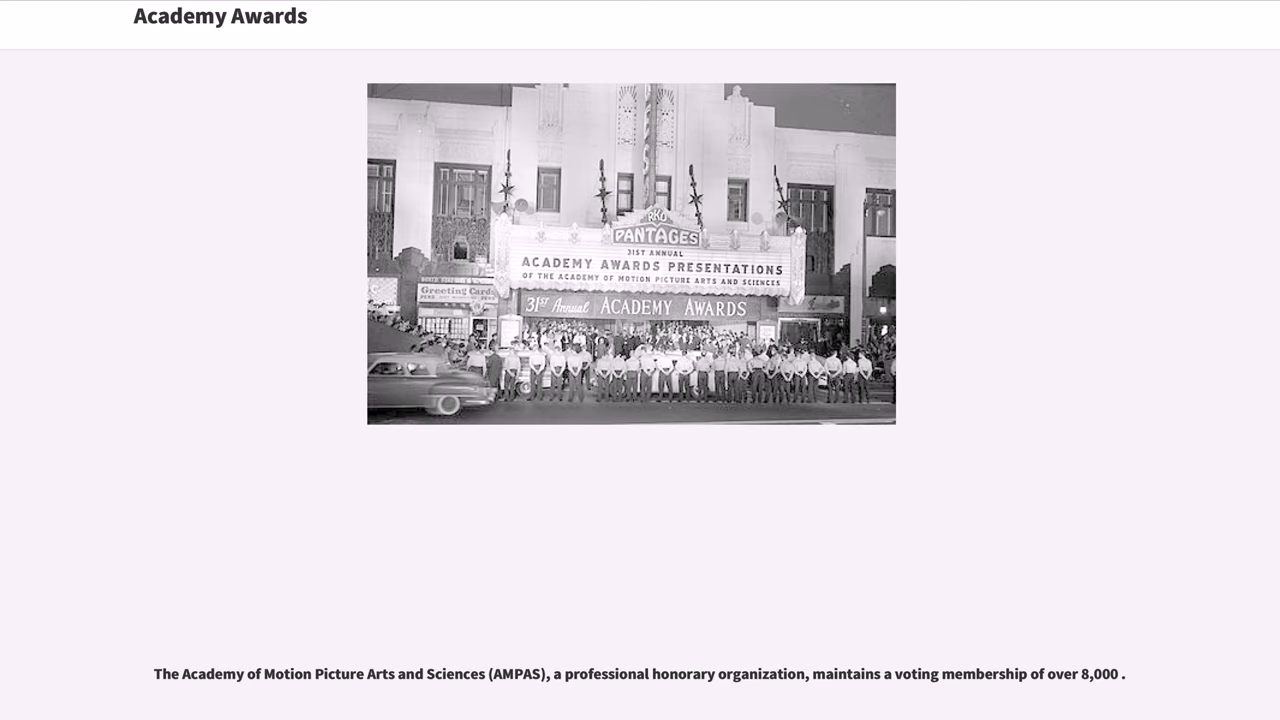 Academy Awards
RKO
PANTAGES
31ST ANNUAL
ACADEMY AWARDS PRESENTATIONS
OF THE ACADEMY OF MOTION PICTURE ARTS AND SCIENCES
Greeting Cards
31ST Annual ACADEMY AWARDS
The Academy of Motion Picture Arts and Sciences (AMPAS), a professional honorary organization, maintains a voting membership of over 8,000 .